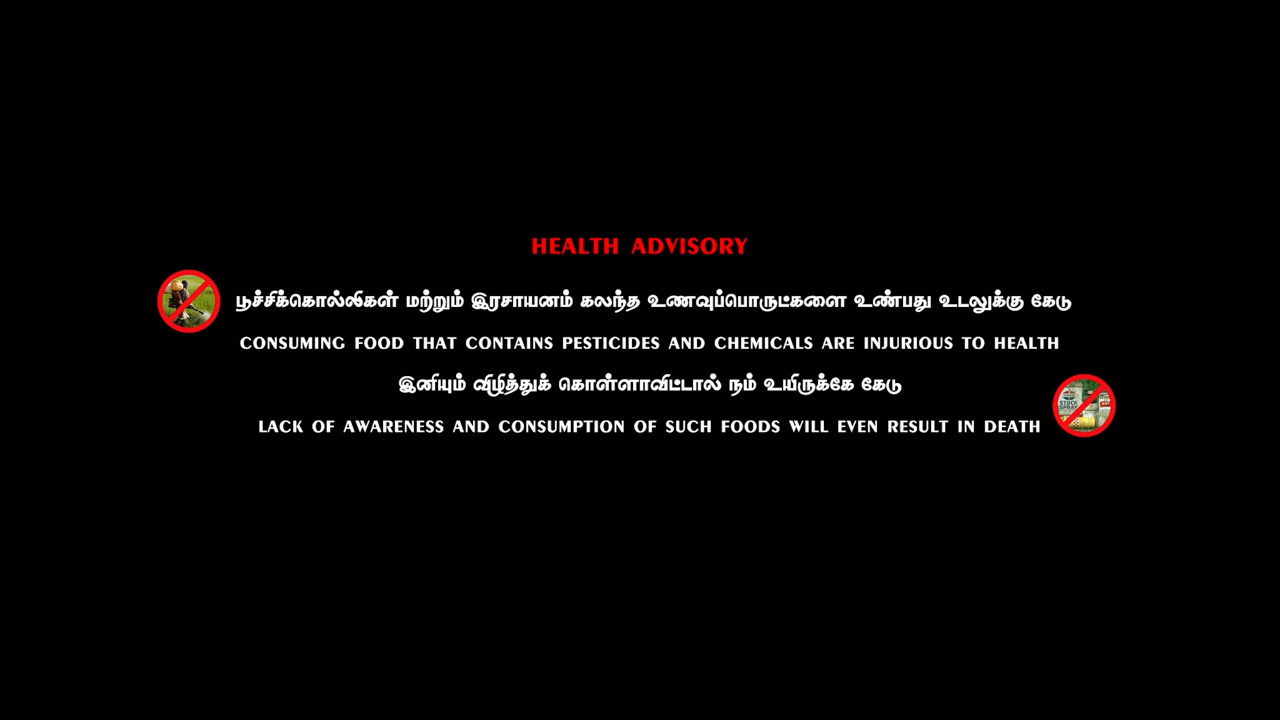 HEALTH ADVISORY
பூச்சிக்கொல்லிகள் மற்றும் இரசாயனம் கலந்த உணவுப்பொருட்களை உண்பது உடலுக்கு கேடு
CONSUMING FOOD THAT CONTAINS PESTICIDES AND CHEMICALS ARE INJURIOUS TO HEALTH
இனியும் விழித்துக் கொள்ளாவிட்டால் நம் உயிருக்கே கேடு
STOCK
SPRAY
LACK OF AWARENESS AND CONSUMPTION OF SUCH FOODS WILL EVEN RESULT IN DEATH